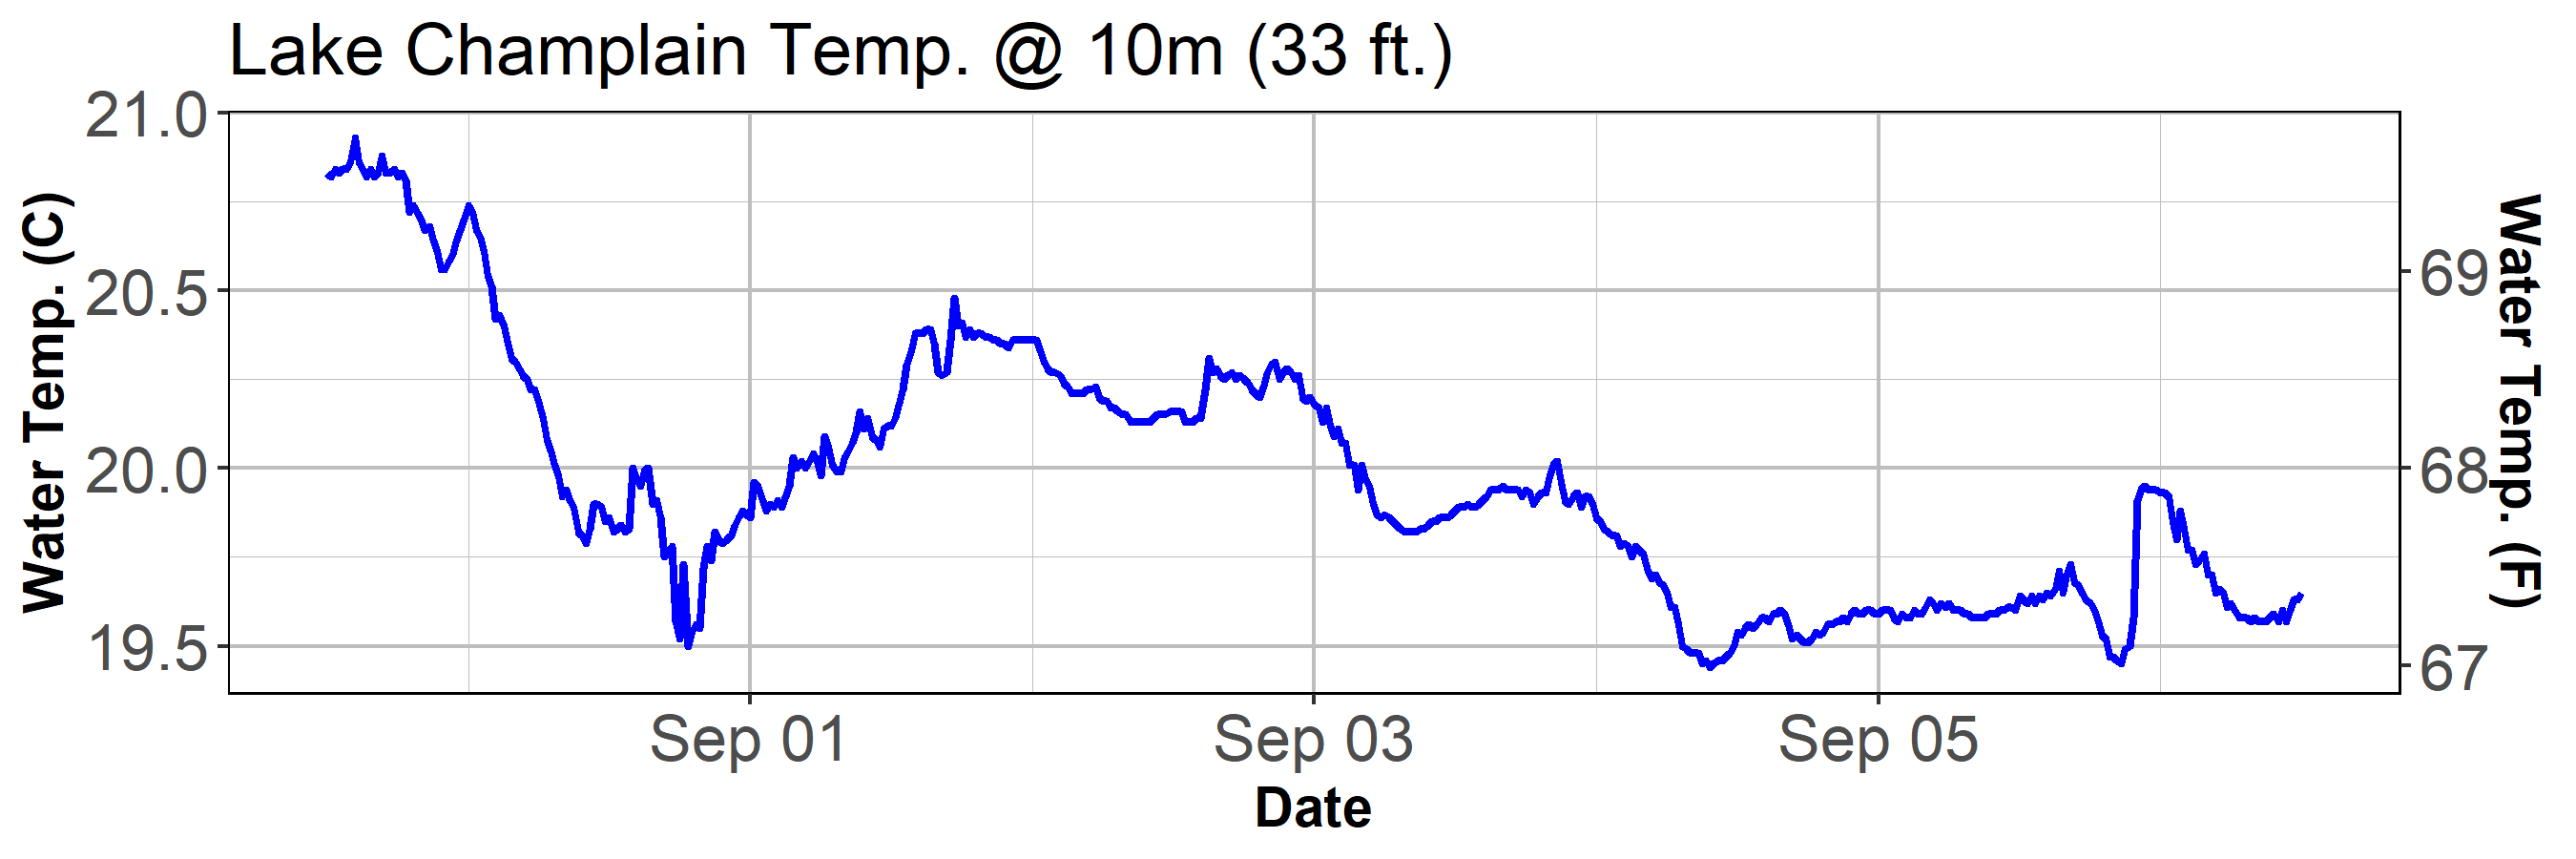 Lake Champlain Temp. @ 10m (33 ft.)
Water Temp. (C)
21.0
20.5
20.0
19.5
69
68
67
Water Temp. (F)
Sep 01 Sep 03 Sep 05
Date